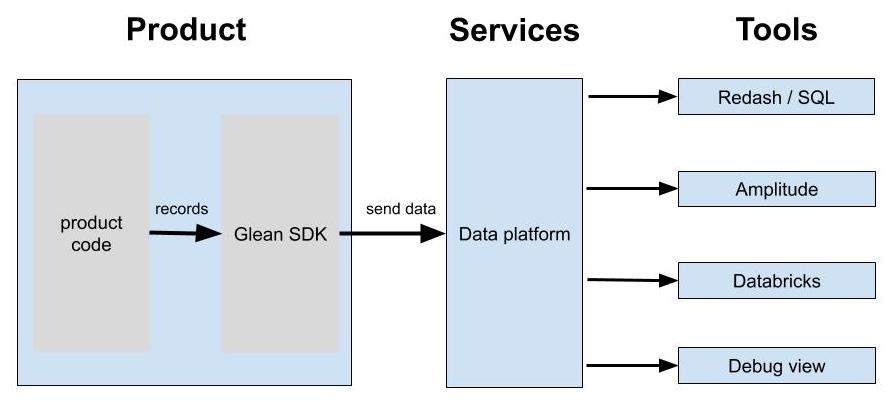 Product
Services
Tools
product
code
records
Glean SDK
send data
Data platform
Redash / SQL
Amplitude
Databricks
Debug view